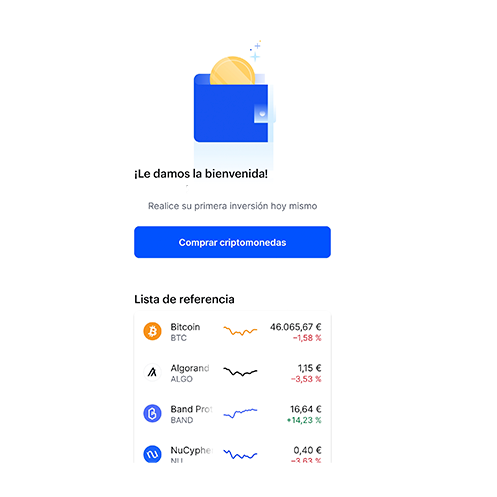 ¡Le damos la bienvenida!
Realice su primera inversión hoy mismo
Comprar criptomonedas
Lista de referencia
Bitcoin 46.065,67 €
BTC −1,58 %
Algorand 1,15 €
ALGO −3,53 %
Band Prot 16,64 €
BAND +14,23 %
NuCyphe 0,40 €
NU −3,63 %